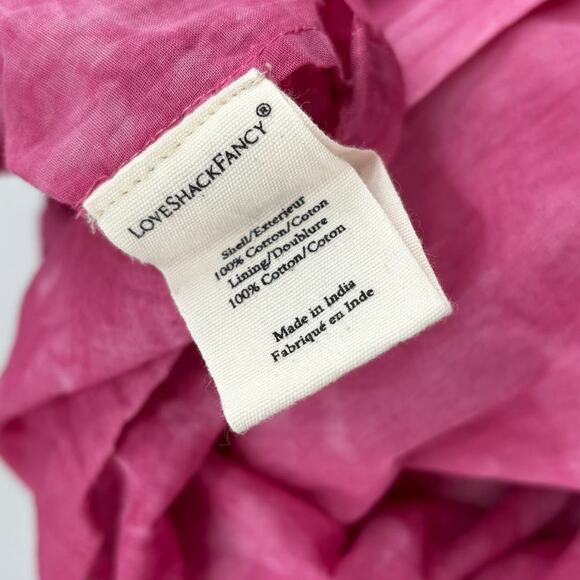 LOVESHACKFANCY®
Shell/Exterieur
100% Cotton/Coton
Lining/Doublure
100% Cotton/Coton
Made in India
Fabriqué en Inde